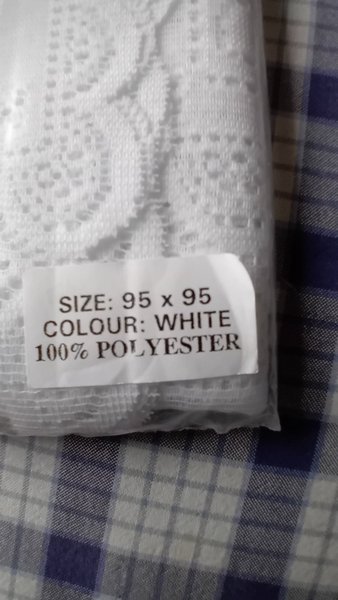 SIZE: 95 x 95
COLOUR: WHITE
100% POLYESTER